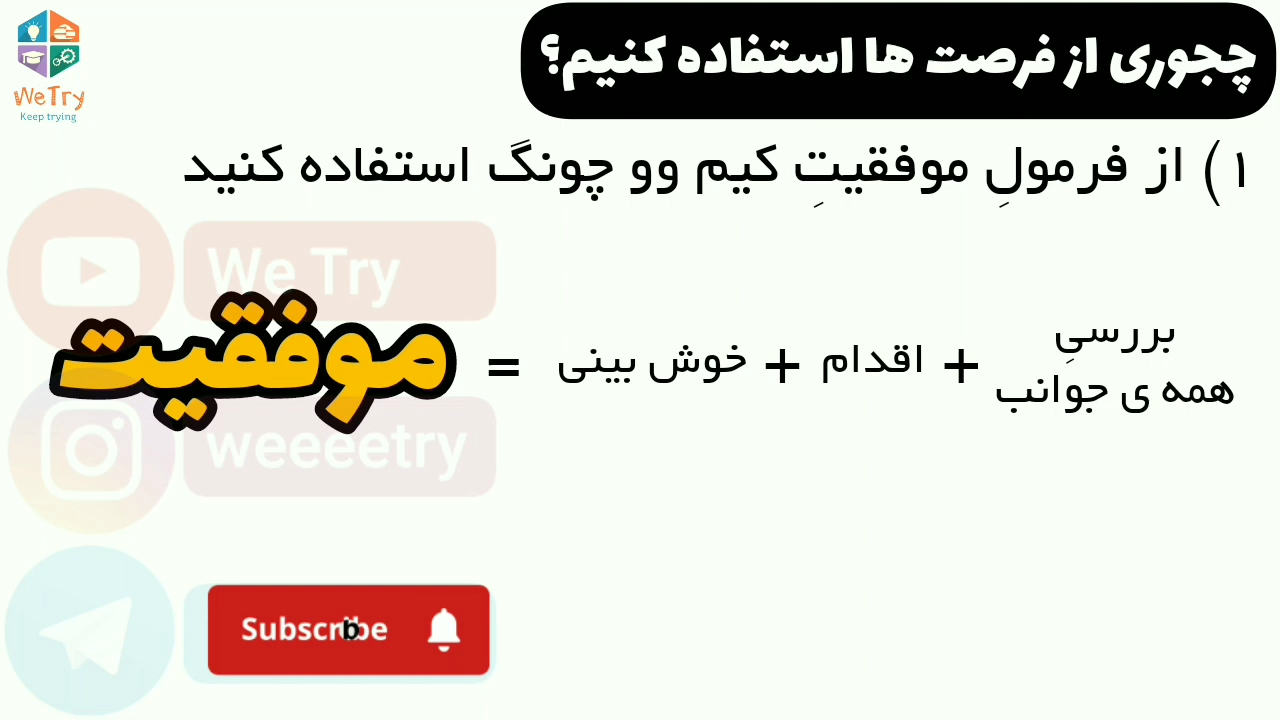 چجوری از فرصت ها استفاده کنیم؟
WeTry
Keep trying
۱) از فرمولِ موفقیتِ کیم وو چونگ استفاده کنید
We Try
بررسیِ
همه ی جوانب + اقدام + خوش بینی = موفقیت
weeeetry
Subscribe